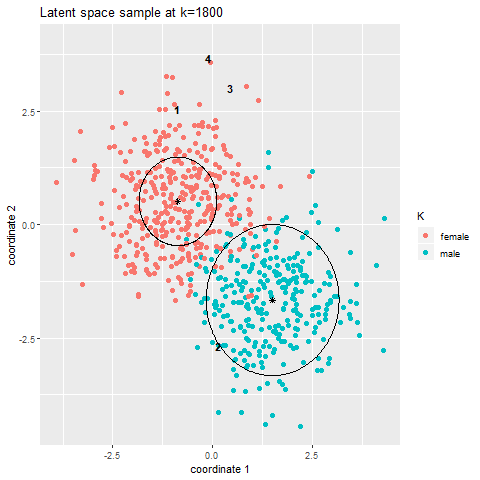 Latent space sample at k=1800
4
3
1
2
2.5
0.0
-2.5
coordinate 2
-2.5
0.0
2.5
coordinate 1
K
female
male